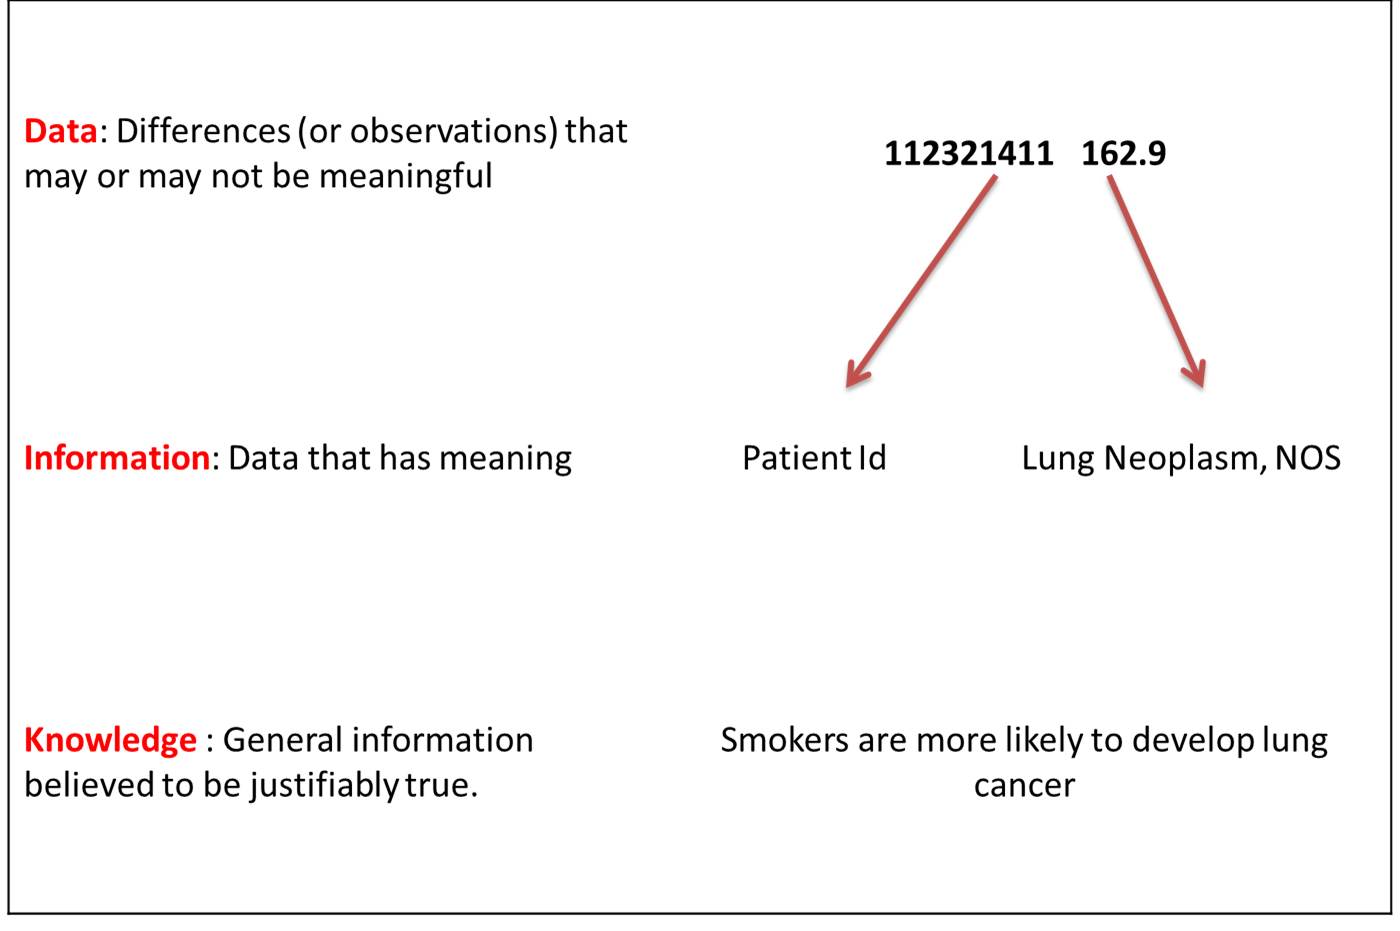 Data: Differences (or observations) that
may or may not be meaningful
112321411 162.9
Information: Data that has meaning
Patient Id
Lung Neoplasm, NOS
Knowledge : General information
believed to be justifiably true.
Smokers are more likely to develop lung
cancer